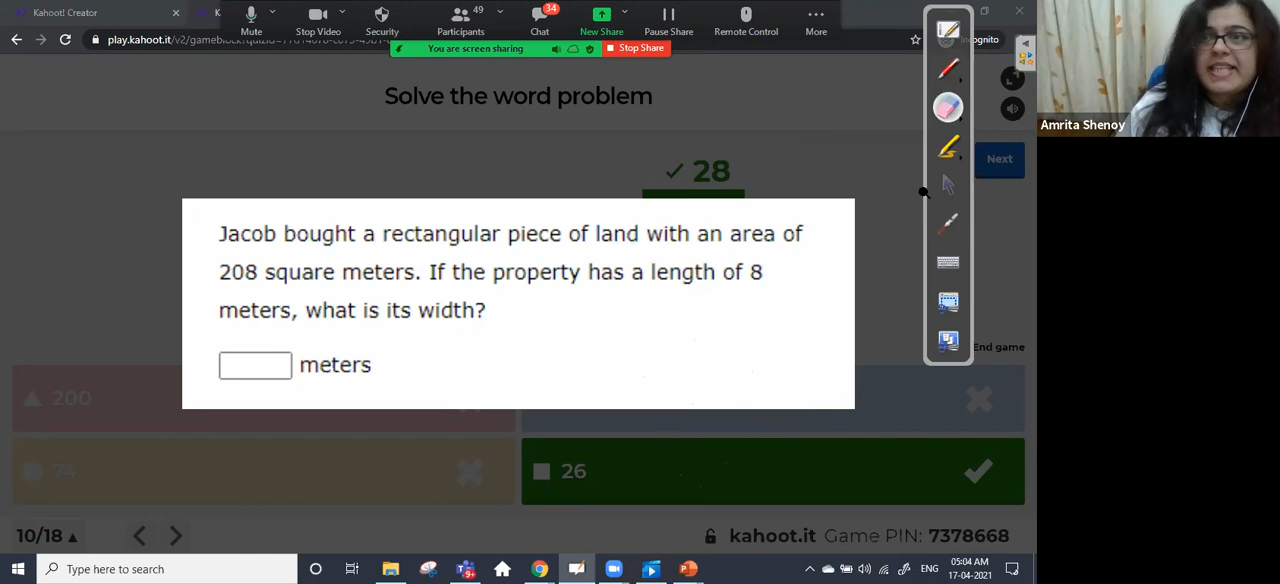 Kahoot! Creator
K
49
34
Mute
Stop Video
Security
Participants
Chat
New Share
Pause Share
Remote Control
More
play.kahoot.it/v2/gameblock
You are screen sharing
Stop Share
Incognito
Solve the word problem
Amrita Shenoy
28
Next
Jacob bought a rectangular piece of land with an area of
208 square meters. If the property has a length of 8
meters, what is its width?
meters
End game
200
74
26
10/18
kahoot.it Game PIN: 7378668
Type here to search
9+
ENG
05:04 AM
17-04-2021